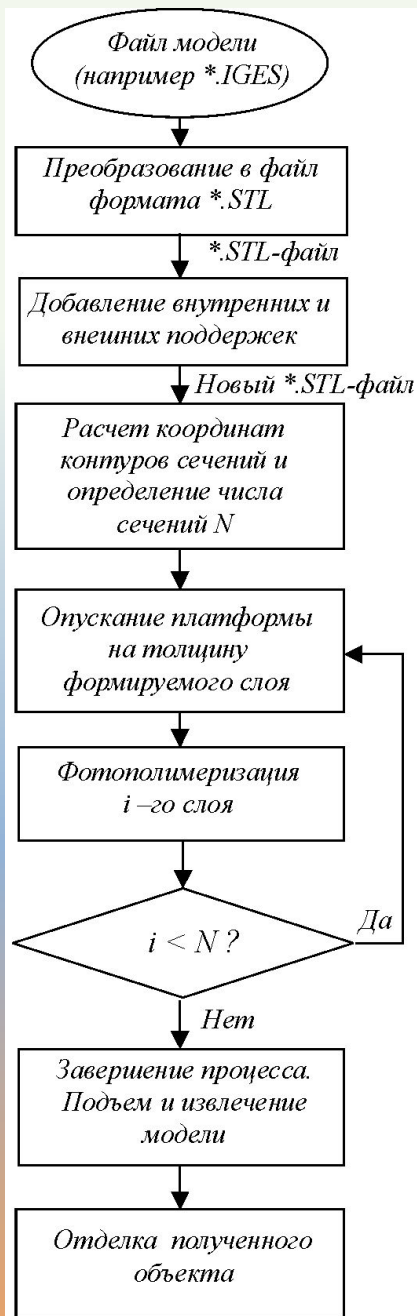 Файл модели
(например *.IGES)
Преобразование в файл
формата *.STL
*.STL-файл
Добавление внутренних и
внешних поддержек
Новый *.STL-файл
Расчет координат
контуров сечений и
определение числа
сечений N
Опускание платформы
на толщину
формируемого слоя
Фотополимеризация
i –го слоя
i < N ?
Да
Нет
Завершение процесса.
Подъем и извлечение
модели
Отделка полученного
объекта